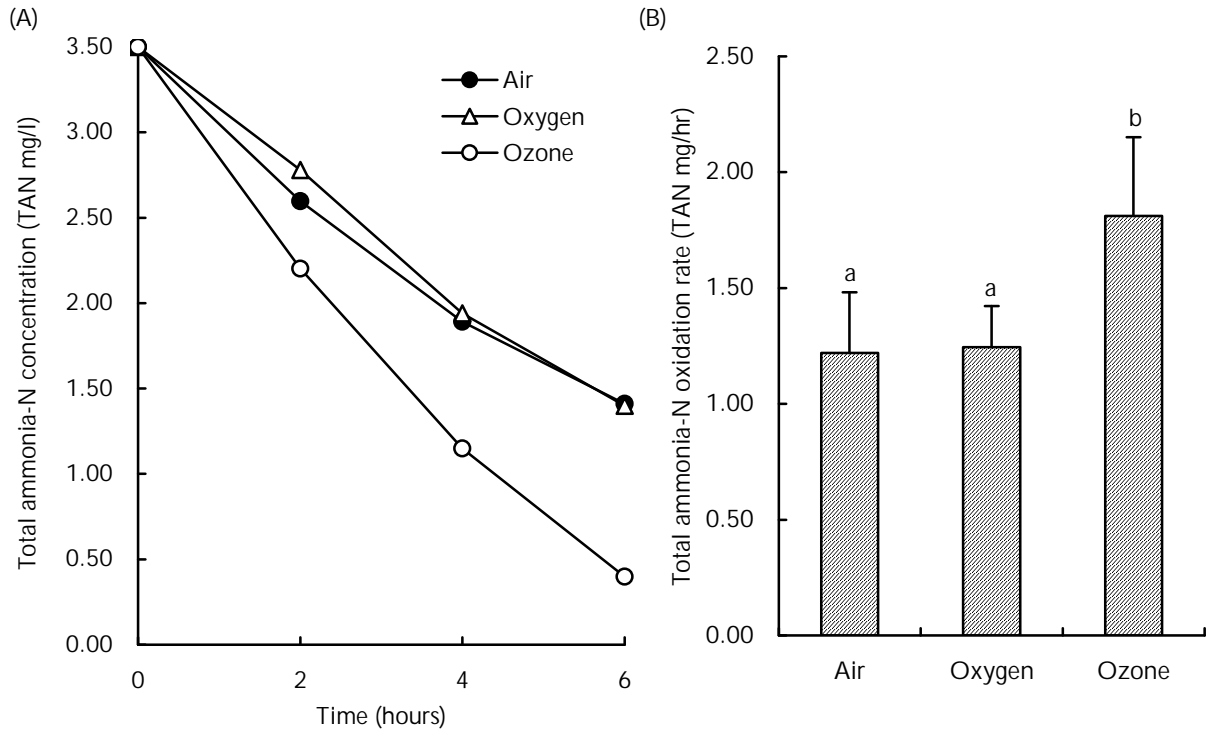 (A)
Total ammonia-N concentration (TAN mg/l)
3.50
3.00
2.50
2.00
1.50
1.00
0.50
0.00
0
2
4
6
Time (hours)
Air
Oxygen
Ozone
(B)
Total ammonia-N oxidation rate (TAN mg/hr)
2.50
2.00
1.50
1.00
0.50
0.00
a
a
b
Air
Oxygen
Ozone